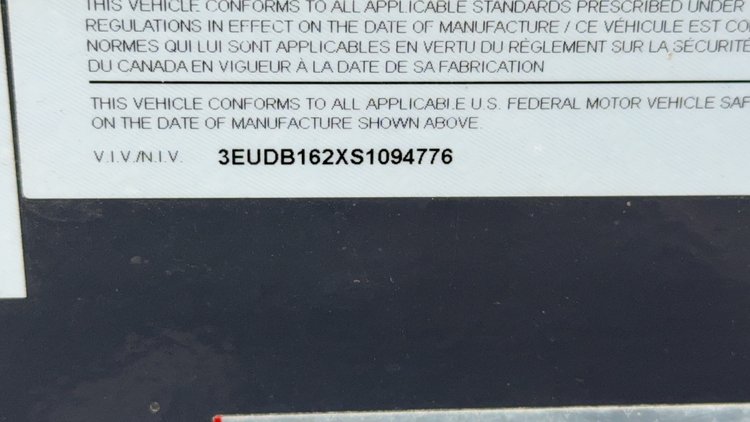 THIS VEHICLE CONFORMS TO ALL APPLICABLE STANDARDS PRESCRIBED UNDER
REGULATIONS IN EFFECT ON THE DATE OF MANUFACTURE / CE VÉHICULE EST CO
NORMES QUI LUI SONT APPLICABLES EN VERTU DU RÈGLEMENT SUR LA SÉCURITÉ
DU CANADA EN VIGUEUR À LA DATE DE SA FABRICATION
THIS VEHICLE CONFORMS TO ALL APPLICABLE U.S. FEDERAL MOTOR VEHICLE SAF
ON THE DATE OF MANUFACTURE SHOWN ABOVE.
V.I.V./N.I.V. 3EUDB162XS1094776